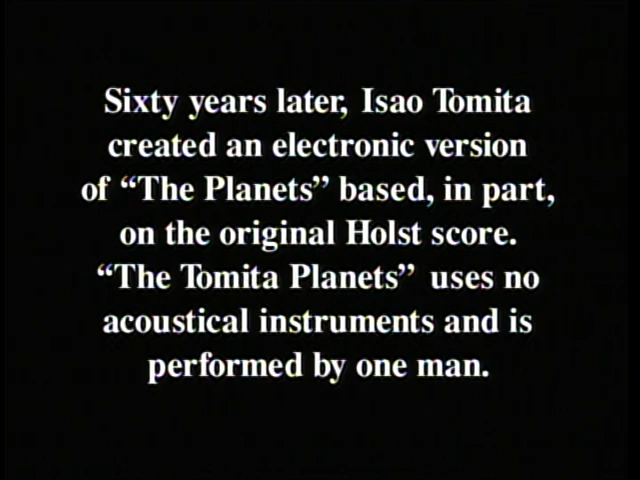 Sixty years later, Isao Tomita
created an electronic version
of “The Planets” based, in part,
on the original Holst score.
“The Tomita Planets” uses no
acoustical instruments and is
performed by one man.